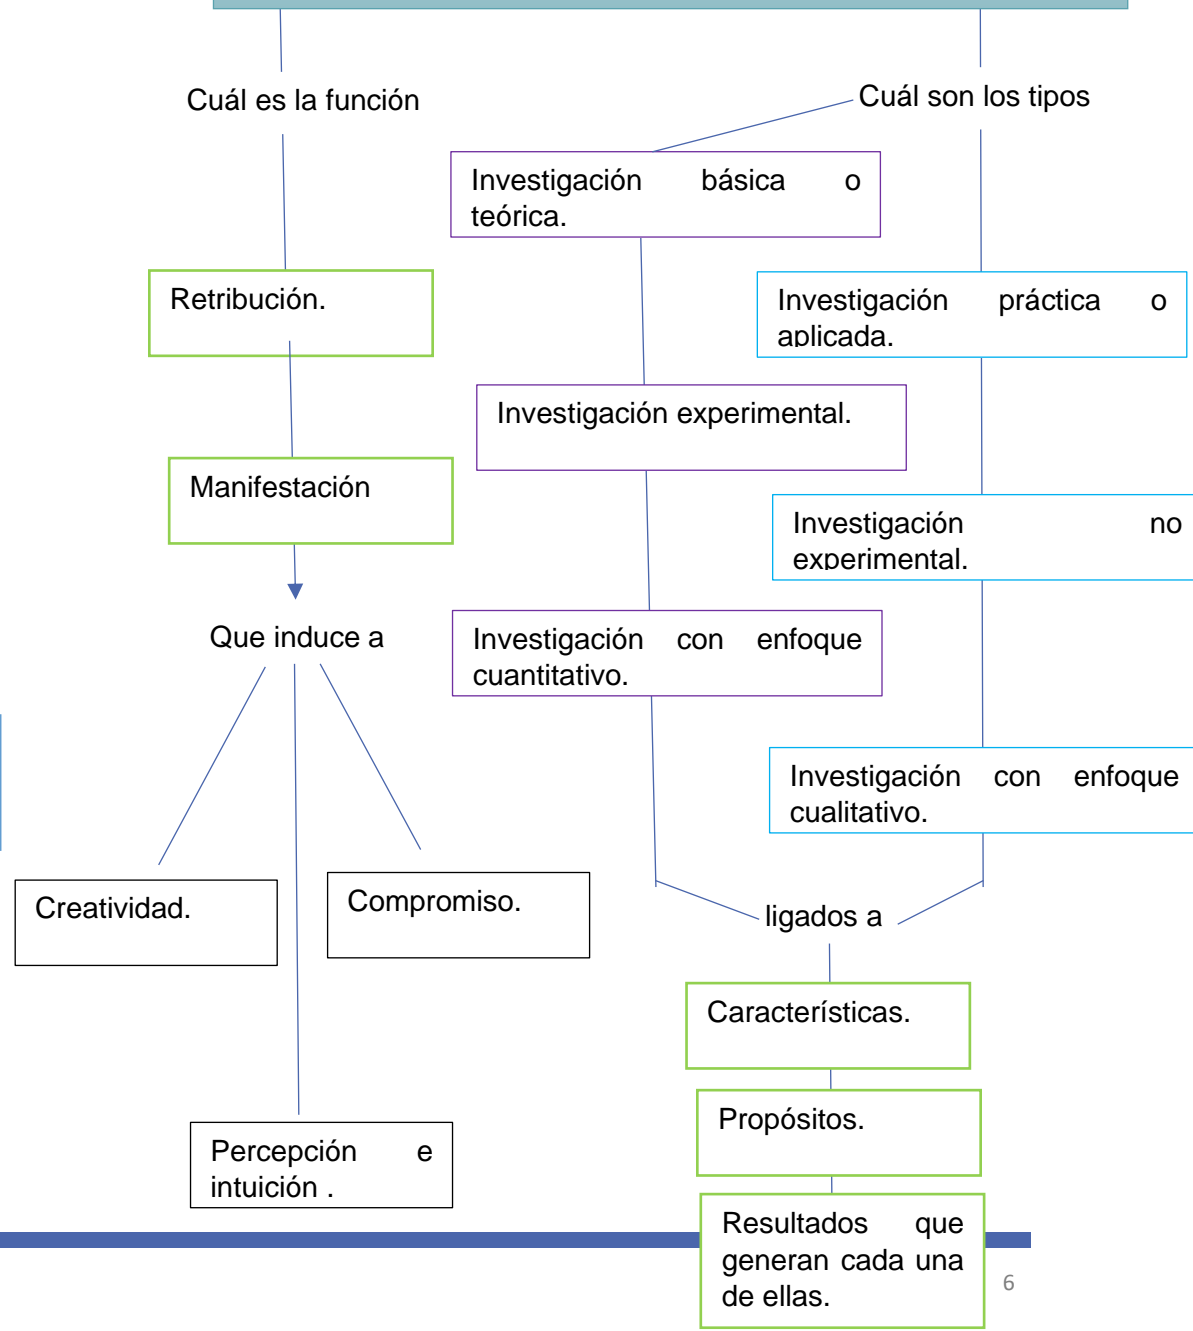 Cuál es la función
Cuál son los tipos
Investigación básica o
teórica.
Retribución.
Investigación práctica o
aplicada.
Investigación experimental.
Manifestación
Investigación no
experimental.
Que induce a
Investigación con enfoque
cuantitativo.
Investigación con enfoque
cualitativo.
Creatividad.
Compromiso.
ligados a
Características.
Propósitos.
Percepción e
intuición .
Resultados que
generan cada una
de ellas.
6